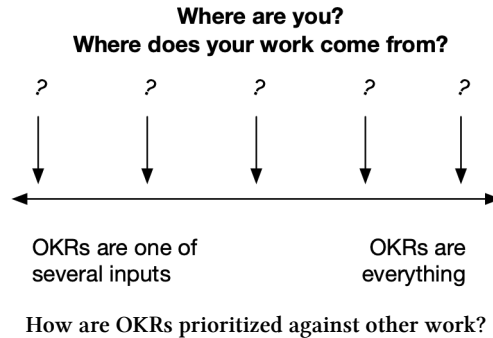 Where are you?
Where does your work come from?
? ? ? ? ?
OKRs are one of
several inputs
OKRs are
everything
How are OKRs prioritized against other work?